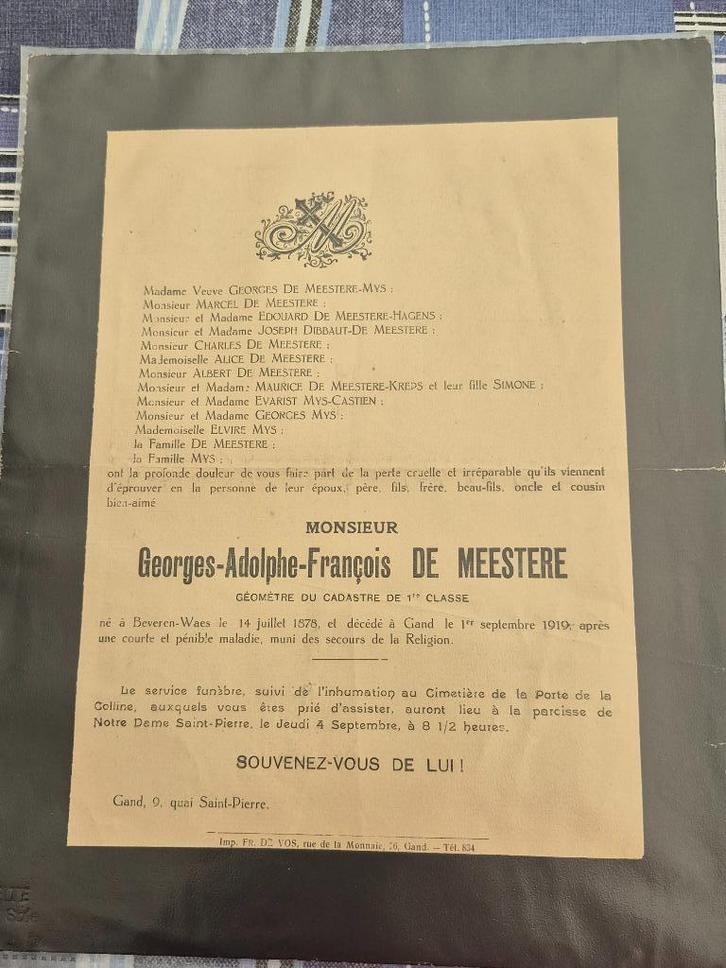 M
Madame Veuve GEORGES DE MEESTERE-MYS ;
Monsieur MARCEL DE MEESTERE ;
Monsieur et Madame EDOUARD DE MEESTERE-HAGENS ;
Monsieur et Madame JOSEPH DIBBAUT-DE MEESTERE ;
Monsieur CHARLES DE MEESTERE ;
Mademoiselle ALICE DE MEESTERE ;
Monsieur ALBERT DE MEESTERE ;
Monsieur et Madame MAURICE DE MEESTERE-KREPS et leur fille SIMONE ;
Monsieur et Madame EVARIST MYS-CASTIEN ;
Monsieur et Madame GEORGES MYS ;
Mademoiselle ELVIRE MYS ;
la Famille DE MEESTERE ;
la Famille MYS ;
ont la profonde douleur de vous faire part de la perte cruelle et irréparable qu'ils viennent
d'éprouver en la personne de leur époux, père, fils, frère, beau-fils, oncle et cousin
bien-aimé
MONSIEUR
Georges-Adolphe-François DE MEESTERE
GÉOMÈTRE DU CADASTRE DE 1re CLASSE
né à Beveren-Waes le 14 juillet 1878, et décédé à Gand le 1er septembre 1919, après
une courte et pénible maladie, muni des secours de la Religion.
Le service funèbre, suivi de l'inhumation au Cimetière de la Porte de la
Colline, auxquels vous êtes prié d'assister, auront lieu à la paroisse de
Notre Dame Saint-Pierre, le Jeudi 4 Septembre, à 8 1/2 heures.
SOUVENEZ-VOUS DE LUI !
Gand, 9, quai Saint-Pierre.
Imp. FR. DE VOS, rue de la Monnaie, Gand. — Tél. 834